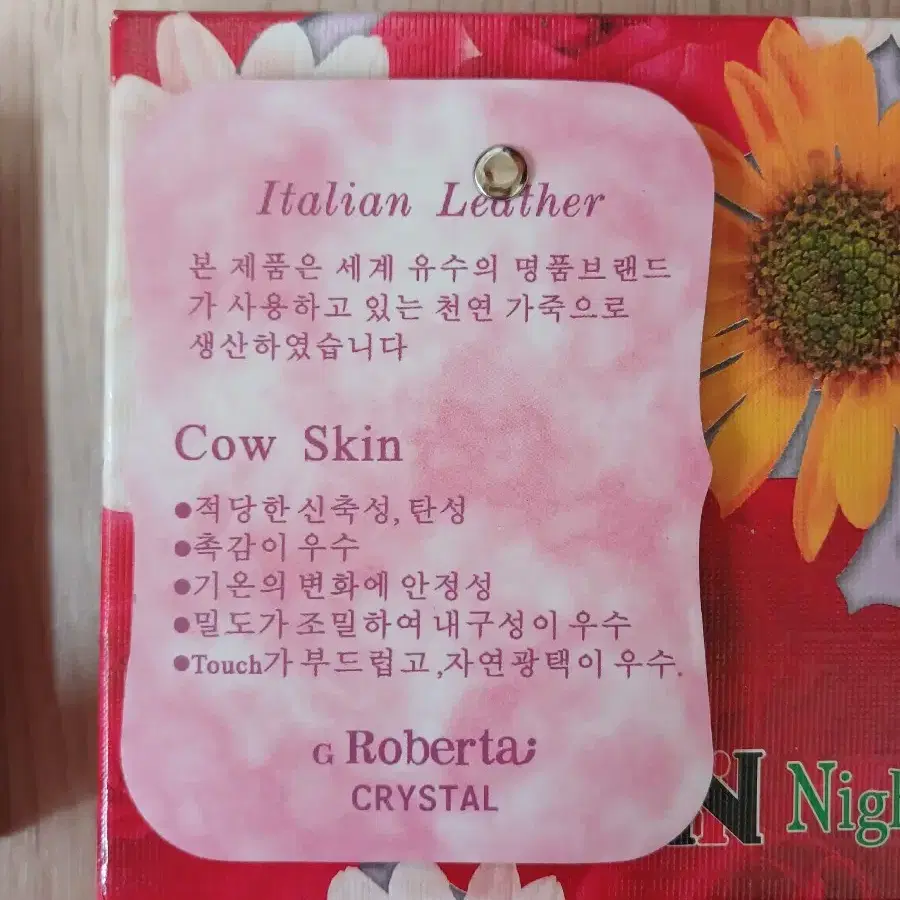 Italian Leather
본 제품은 세계 유수의 명품브랜드
가 사용하고 있는 천연 가죽으로
생산하였습니다
Cow Skin
●적당한 신축성, 탄성
●촉감이 우수
●기온의 변화에 안정성
●밀도가 조밀하여 내구성이 우수
●Touch가 부드럽고,자연광택이 우수.
G Roberta
CRYSTAL